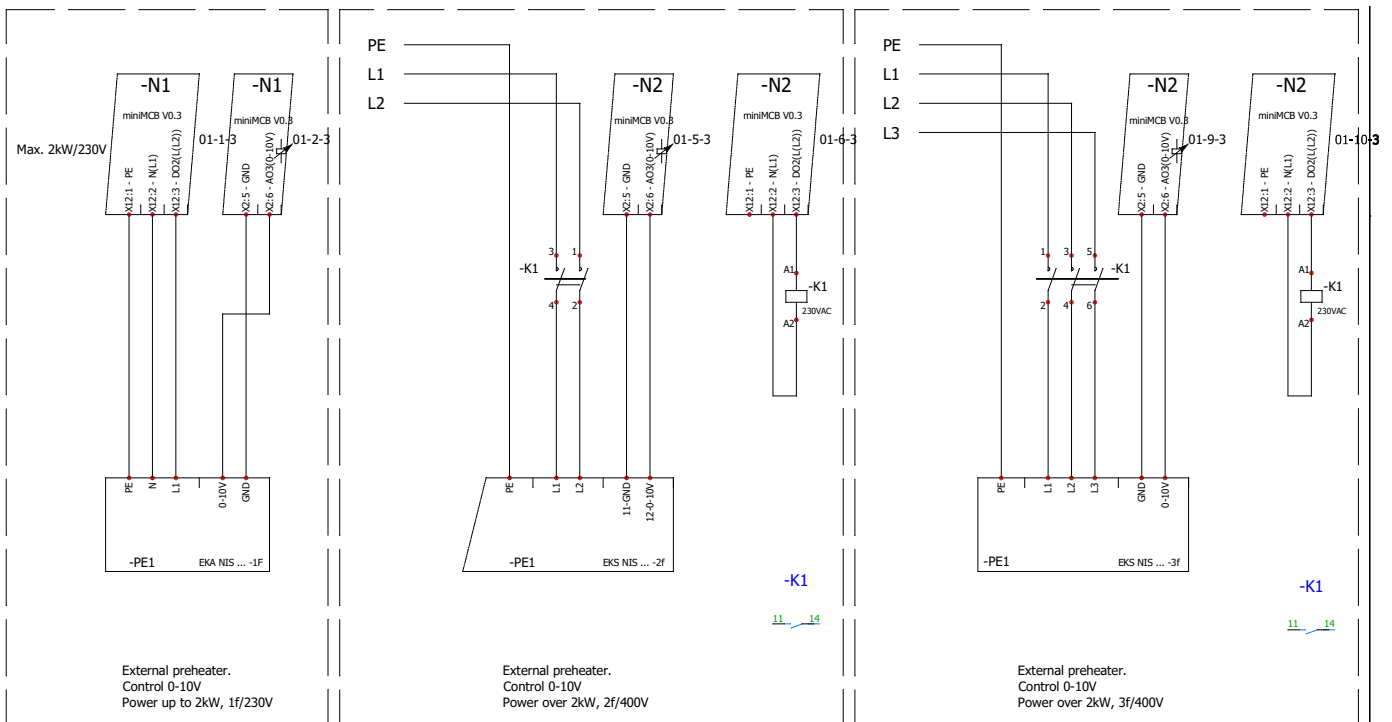 Max. 2kW/230V
-N1
miniMCB V0.3
01-1-3
X12:1 - PE
X12:2 - N(L1)
X12:3 - DO2(L(L2))
-N1
miniMCB V0.3
01-2-3
X2:5 - GND
X2:6 - AO3(0-10V)
PE
N
L1
0-10V
GND
-PE1
EKA NIS ... -1F
External preheater.
Control 0-10V
Power up to 2kW, 1f/230V
PE
L1
L2
-N2
miniMCB V0.3
01-5-3
X2:5 - GND
X2:6 - AO3(0-10V)
-N2
miniMCB V0.3
01-6-3
X12:1 - PE
X12:2 - N(L1)
X12:3 - DO2(L(L2))
3
1
-K1
4
2
A1
-K1
230VAC
A2
PE
L1
L2
11-GND
12-0-10V
-PE1
EKS NIS ... -2f
-K1
11
14
External preheater.
Control 0-10V
Power over 2kW, 2f/400V
PE
L1
L2
L3
-N2
miniMCB V0.3
01-9-3
X2:5 - GND
X2:6 - AO3(0-10V)
-N2
miniMCB V0.3
01-10-3
X12:1 - PE
X12:2 - N(L1)
X12:3 - DO2(L(L2))
1
3
5
-K1
2
4
6
A1
-K1
230VAC
A2
PE
L1
L2
L3
GND
0-10V
-PE1
EKS NIS ... -3f
-K1
11
14
External preheater.
Control 0-10V
Power over 2kW, 3f/400V